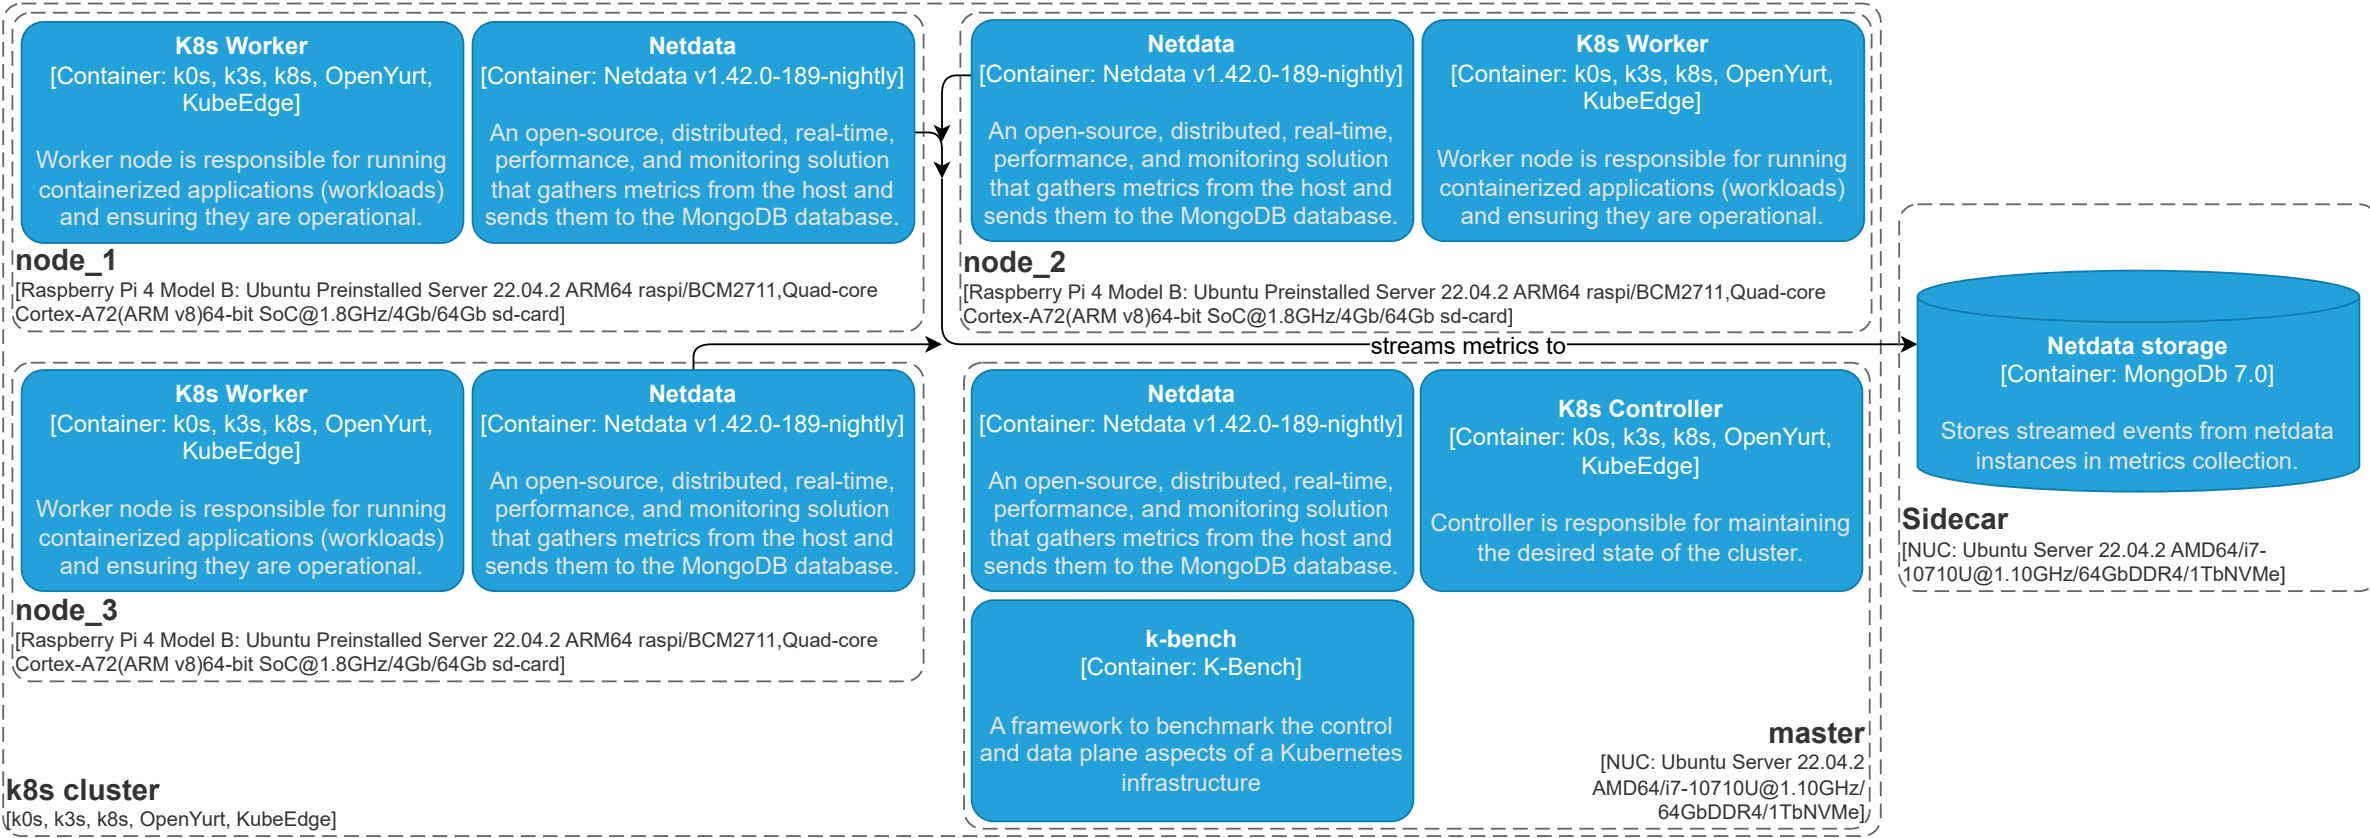 K8s Worker
[Container: k0s, k3s, k8s, OpenYurt,
KubeEdge]
Worker node is responsible for running
containerized applications (workloads)
and ensuring they are operational.
Netdata
[Container: Netdata v1.42.0-189-nightly]
An open-source, distributed, real-time,
performance, and monitoring solution
that gathers metrics from the host and
sends them to the MongoDB database.
node_1
[Raspberry Pi 4 Model B: Ubuntu Preinstalled Server 22.04.2 ARM64 raspi/BCM2711,Quad-core
Cortex-A72(ARM v8)64-bit SoC@1.8GHz/4Gb/64Gb sd-card]
Netdata
[Container: Netdata v1.42.0-189-nightly]
An open-source, distributed, real-time,
performance, and monitoring solution
that gathers metrics from the host and
sends them to the MongoDB database.
K8s Worker
[Container: k0s, k3s, k8s, OpenYurt,
KubeEdge]
Worker node is responsible for running
containerized applications (workloads)
and ensuring they are operational.
node_2
[Raspberry Pi 4 Model B: Ubuntu Preinstalled Server 22.04.2 ARM64 raspi/BCM2711,Quad-core
Cortex-A72(ARM v8)64-bit SoC@1.8GHz/4Gb/64Gb sd-card]
streams metrics to
Netdata storage
[Container: MongoDb 7.0]
Stores streamed events from netdata
instances in metrics collection.
Sidecar
[NUC: Ubuntu Server 22.04.2 AMD64/i7-
10710U@1.10GHz/64GbDDR4/1TbNVMe]
K8s Worker
[Container: k0s, k3s, k8s, OpenYurt,
KubeEdge]
Worker node is responsible for running
containerized applications (workloads)
and ensuring they are operational.
Netdata
[Container: Netdata v1.42.0-189-nightly]
An open-source, distributed, real-time,
performance, and monitoring solution
that gathers metrics from the host and
sends them to the MongoDB database.
node_3
[Raspberry Pi 4 Model B: Ubuntu Preinstalled Server 22.04.2 ARM64 raspi/BCM2711,Quad-core
Cortex-A72(ARM v8)64-bit SoC@1.8GHz/4Gb/64Gb sd-card]
Netdata
[Container: Netdata v1.42.0-189-nightly]
An open-source, distributed, real-time,
performance, and monitoring solution
that gathers metrics from the host and
sends them to the MongoDB database.
K8s Controller
[Container: k0s, k3s, k8s, OpenYurt,
KubeEdge]
Controller is responsible for maintaining
the desired state of the cluster.
k-bench
[Container: K-Bench]
A framework to benchmark the control
and data plane aspects of a Kubernetes
infrastructure
master
[NUC: Ubuntu Server 22.04.2
AMD64/i7-10710U@1.10GHz/
64GbDDR4/1TbNVMe]
k8s cluster
[k0s, k3s, k8s, OpenYurt, KubeEdge]